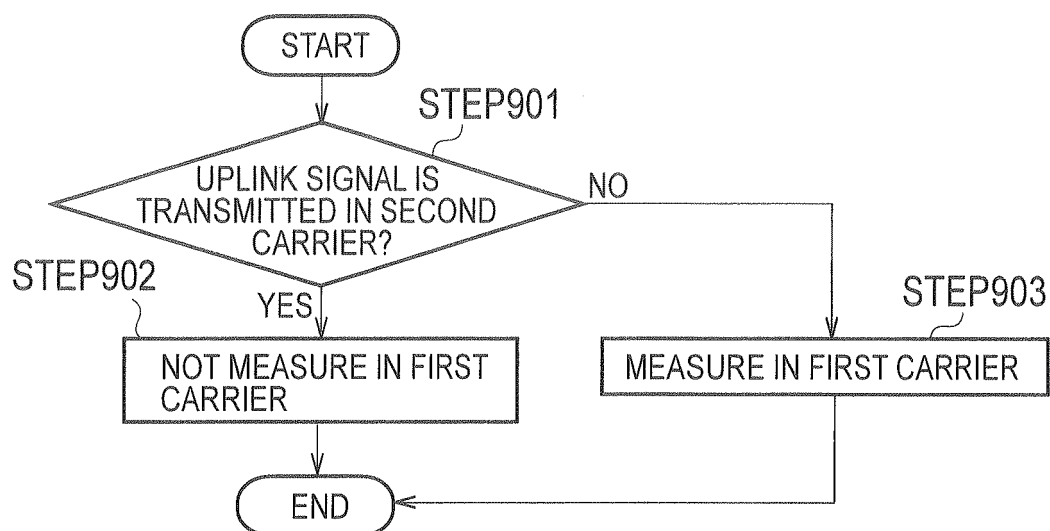 START
STEP901
UPLINK SIGNAL IS
TRANSMITTED IN SECOND
CARRIER?
NO
STEP902
YES
STEP903
NOT MEASURE IN FIRST
CARRIER
MEASURE IN FIRST CARRIER
END